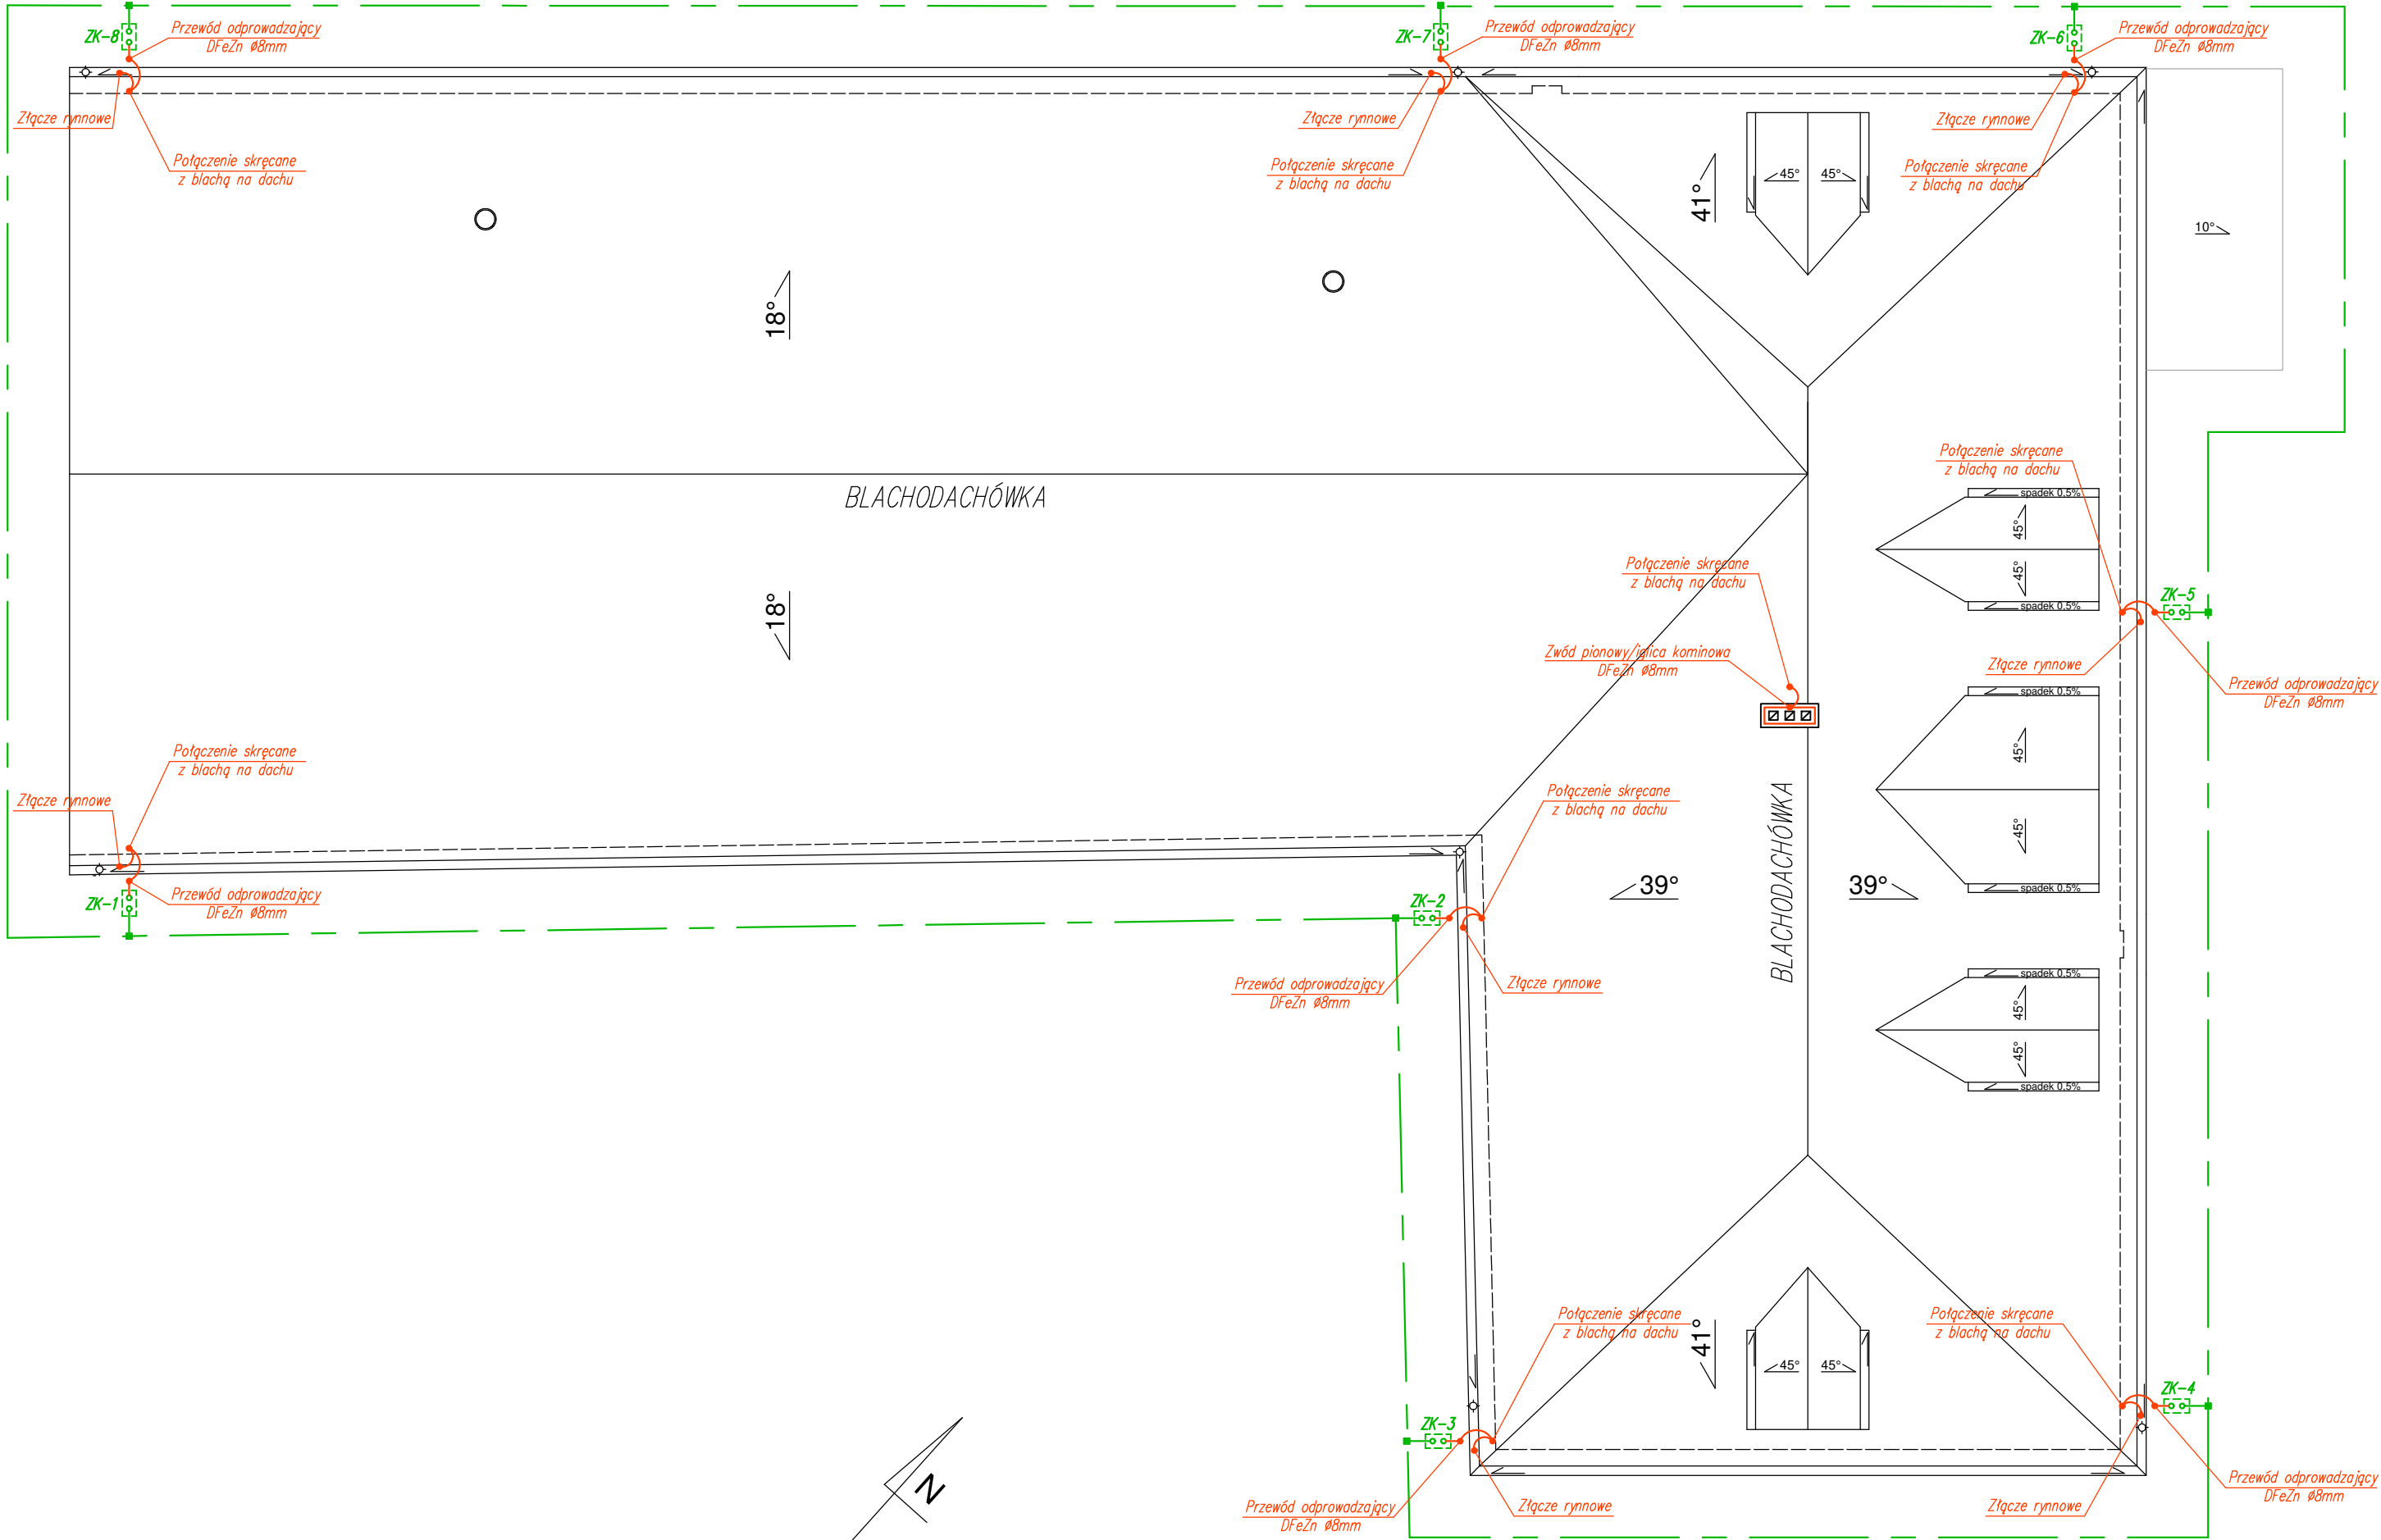 ZK-8
Przewód odprowadzający
DFeZn ø8mm
ZK-7
Przewód odprowadzający
DFeZn ø8mm
ZK-6
Przewód odprowadzający
DFeZn ø8mm
Złącze rynnowe
Połączenie skręcane
z blachą na dachu
Złącze rynnowe
Połączenie skręcane
z blachą na dachu
Złącze rynnowe
Połączenie skręcane
z blachą na dachu
41°
45°
45°
10°
18°
BLACHODACHÓWKA
18°
Połączenie skręcane
z blachą na dachu
spadek 0.5%
45°
45°
spadek 0.5%
ZK-5
Połączenie skręcane
z blachą na dachu
Zwód pionowy/iglica kominowa
DFeZn ø8mm
Złącze rynnowe
Przewód odprowadzający
DFeZn ø8mm
spadek 0.5%
45°
45°
spadek 0.5%
Połączenie skręcane
z blachą na dachu
Złącze rynnowe
ZK-1
Przewód odprowadzający
DFeZn ø8mm
Połączenie skręcane
z blachą na dachu
ZK-2
39°
BLACHODACHÓWKA
39°
Przewód odprowadzający
DFeZn ø8mm
Złącze rynnowe
spadek 0.5%
45°
45°
spadek 0.5%
Połączenie skręcane
z blachą na dachu
41°
45°
45°
Połączenie skręcane
z blachą na dachu
ZK-3
ZK-4
N
Przewód odprowadzający
DFeZn ø8mm
Złącze rynnowe
Złącze rynnowe
Przewód odprowadzający
DFeZn ø8mm